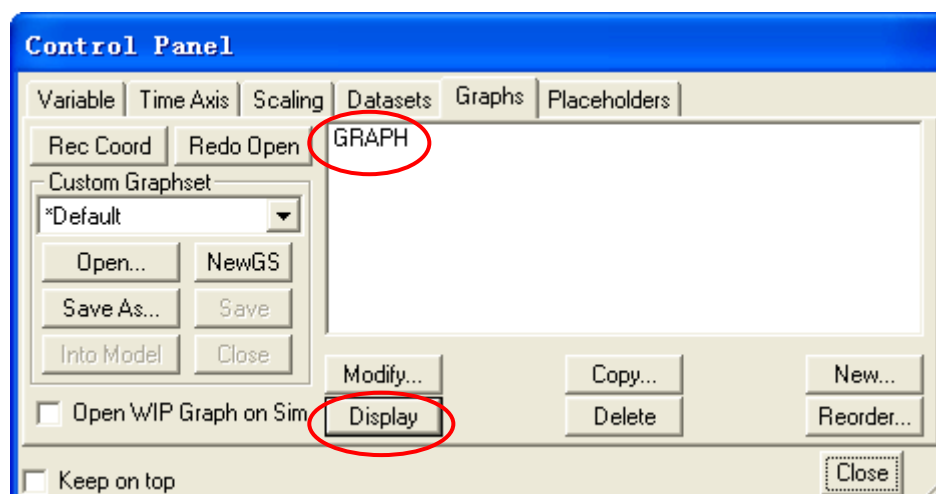 Control Panel
Variable Time Axis Scaling Datasets Graphs Placeholders
Rec Coord Redo Open GRAPH
Custom Graphset
*Default
Open... NewGS
Save As... Save
Into Model Close
Modify... Copy... New...
Open WIP Graph on Sim Display Delete Reorder...
Keep on top Close